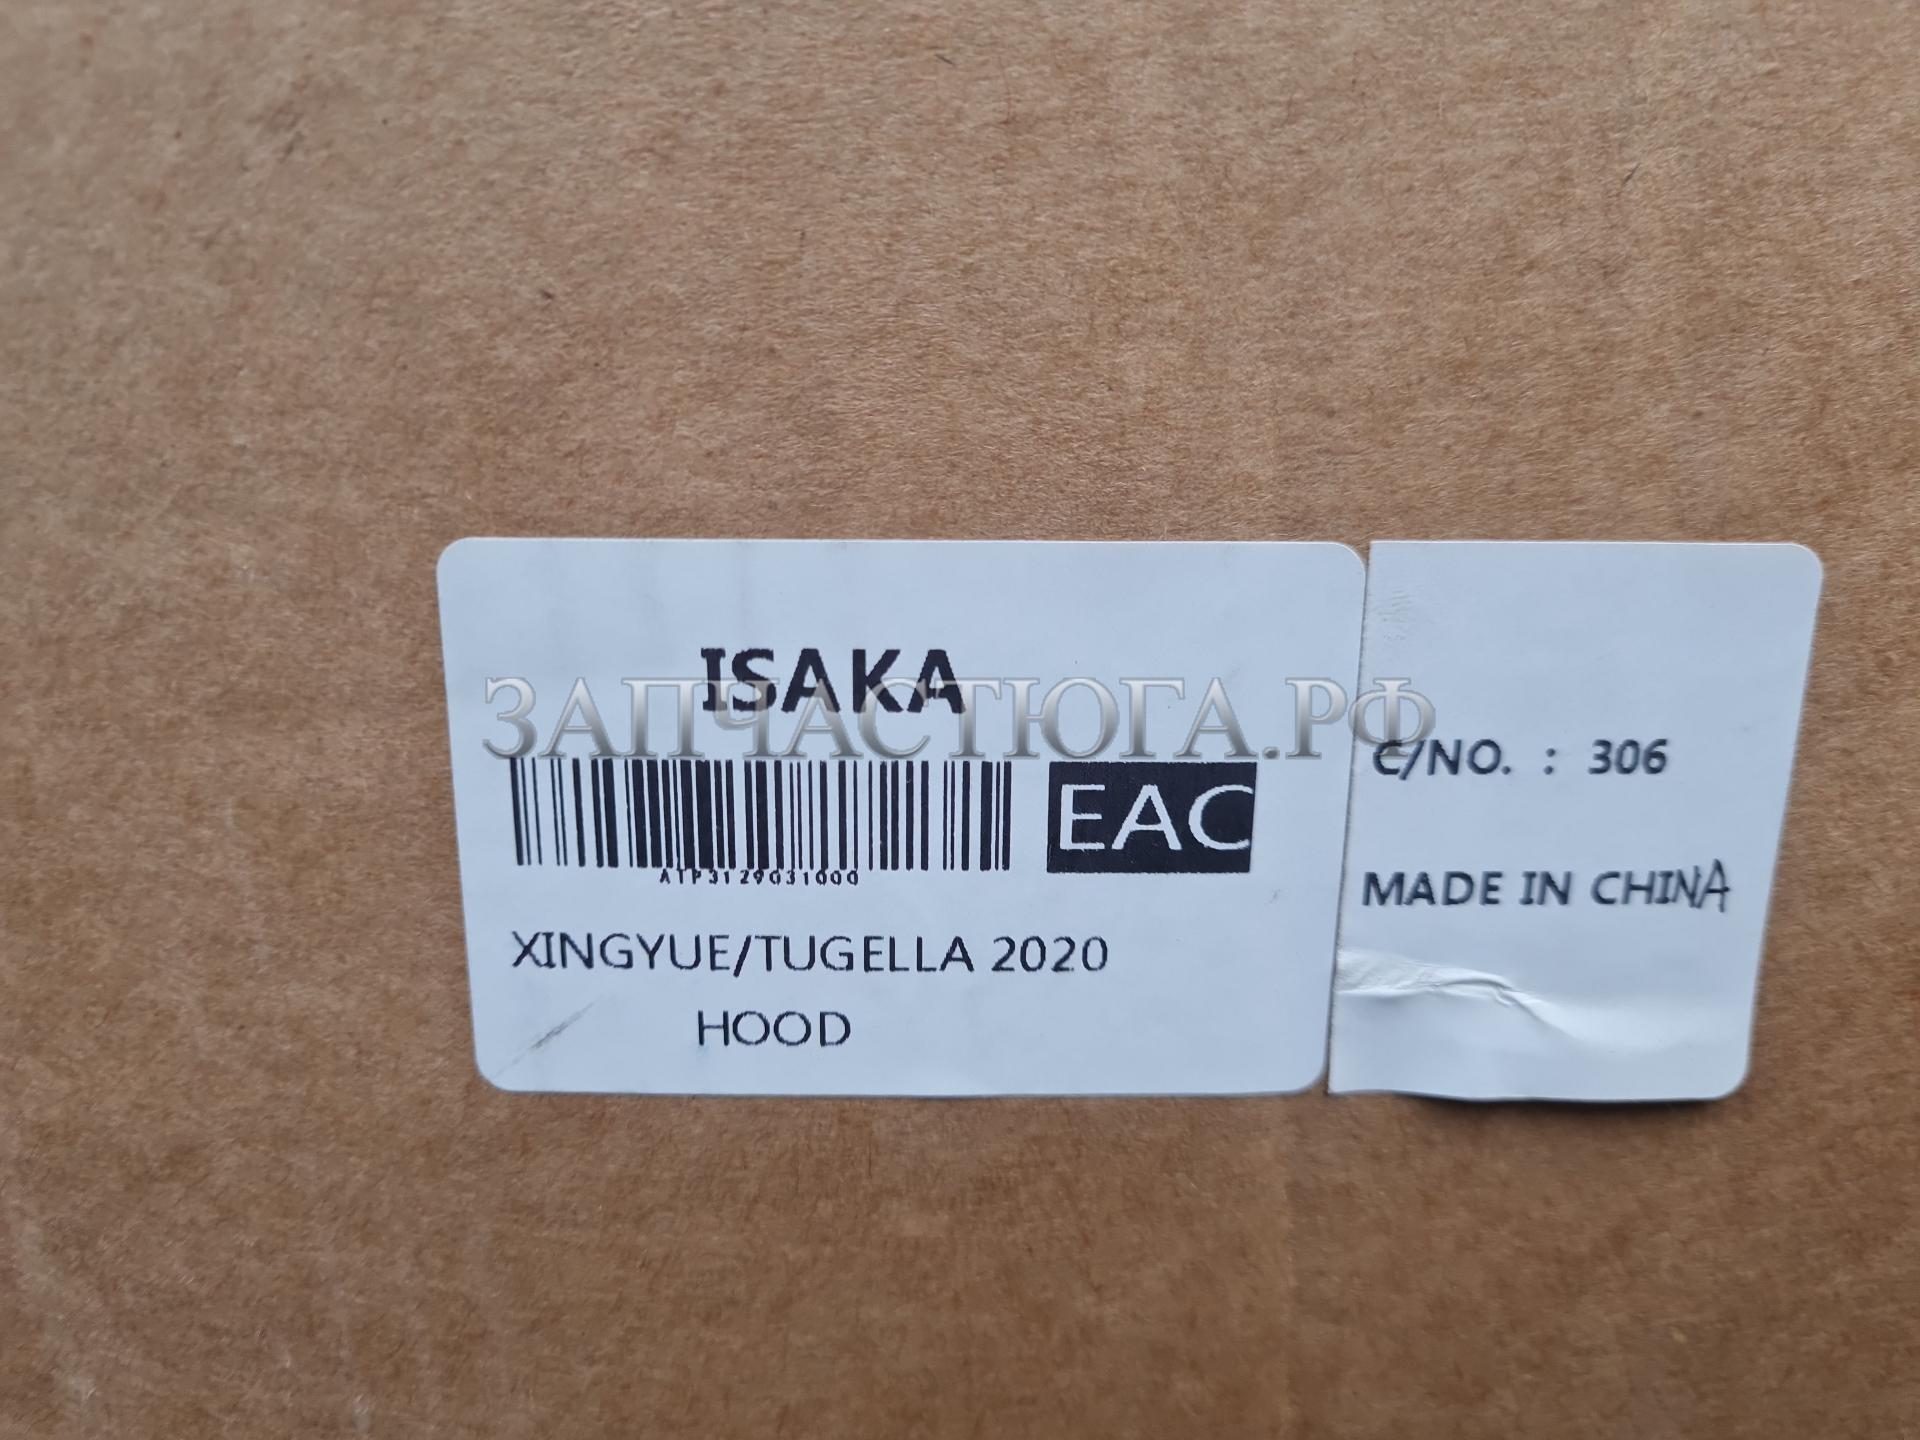 ISAKA
ЗАПЧАСТЮГА.РФ
ATP3129031000
EAC
XINGYUE/TUGELLA 2020
HOOD
C/NO. : 306
MADE IN CHINA